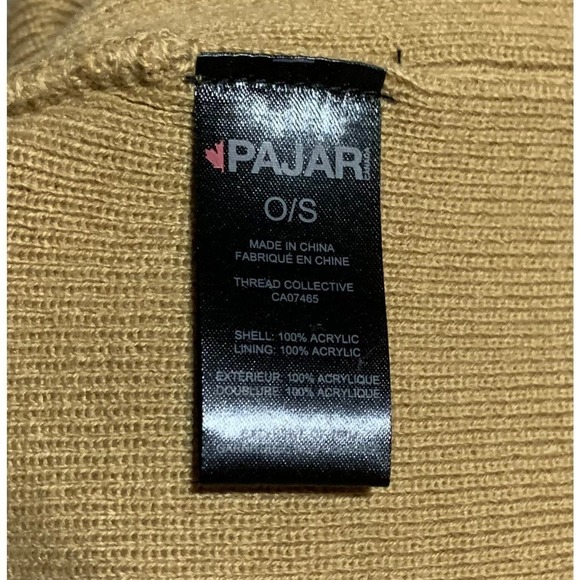 PAJAR CANADA
O/S
MADE IN CHINA
FABRIQUÉ EN CHINE
THREAD COLLECTIVE
CA07465
SHELL: 100% ACRYLIC
LINING: 100% ACRYLIC
EXTÉRIEUR: 100% ACRYLIQUE
DOUBLURE: 100% ACRYLIQUE